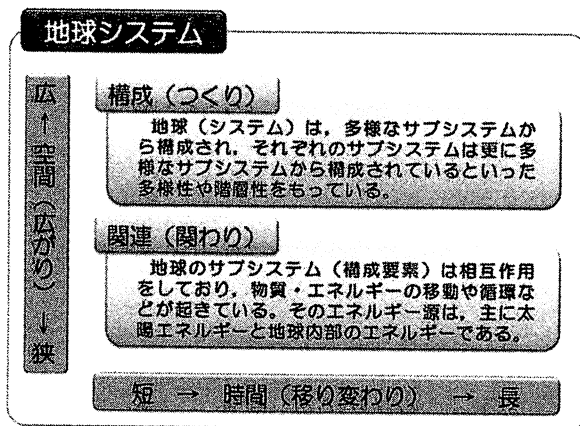 地球システム
広 ← 空間（広がり） → 狭
構成（つくり）
地球（システム）は，多様なサブシステムか
ら構成され，それぞれのサブシステムは更に多
様なサブシステムから構成されているといった
多様性や階層性をもっている。
関連（関わり）
地球のサブシステム（構成要素）は相互作用
をしており，物質・エネルギーの移動や循環な
どが起きている。そのエネルギー源は，主に太
陽エネルギーと地球内部のエネルギーである。
短 → 時間（移り変わり） → 長